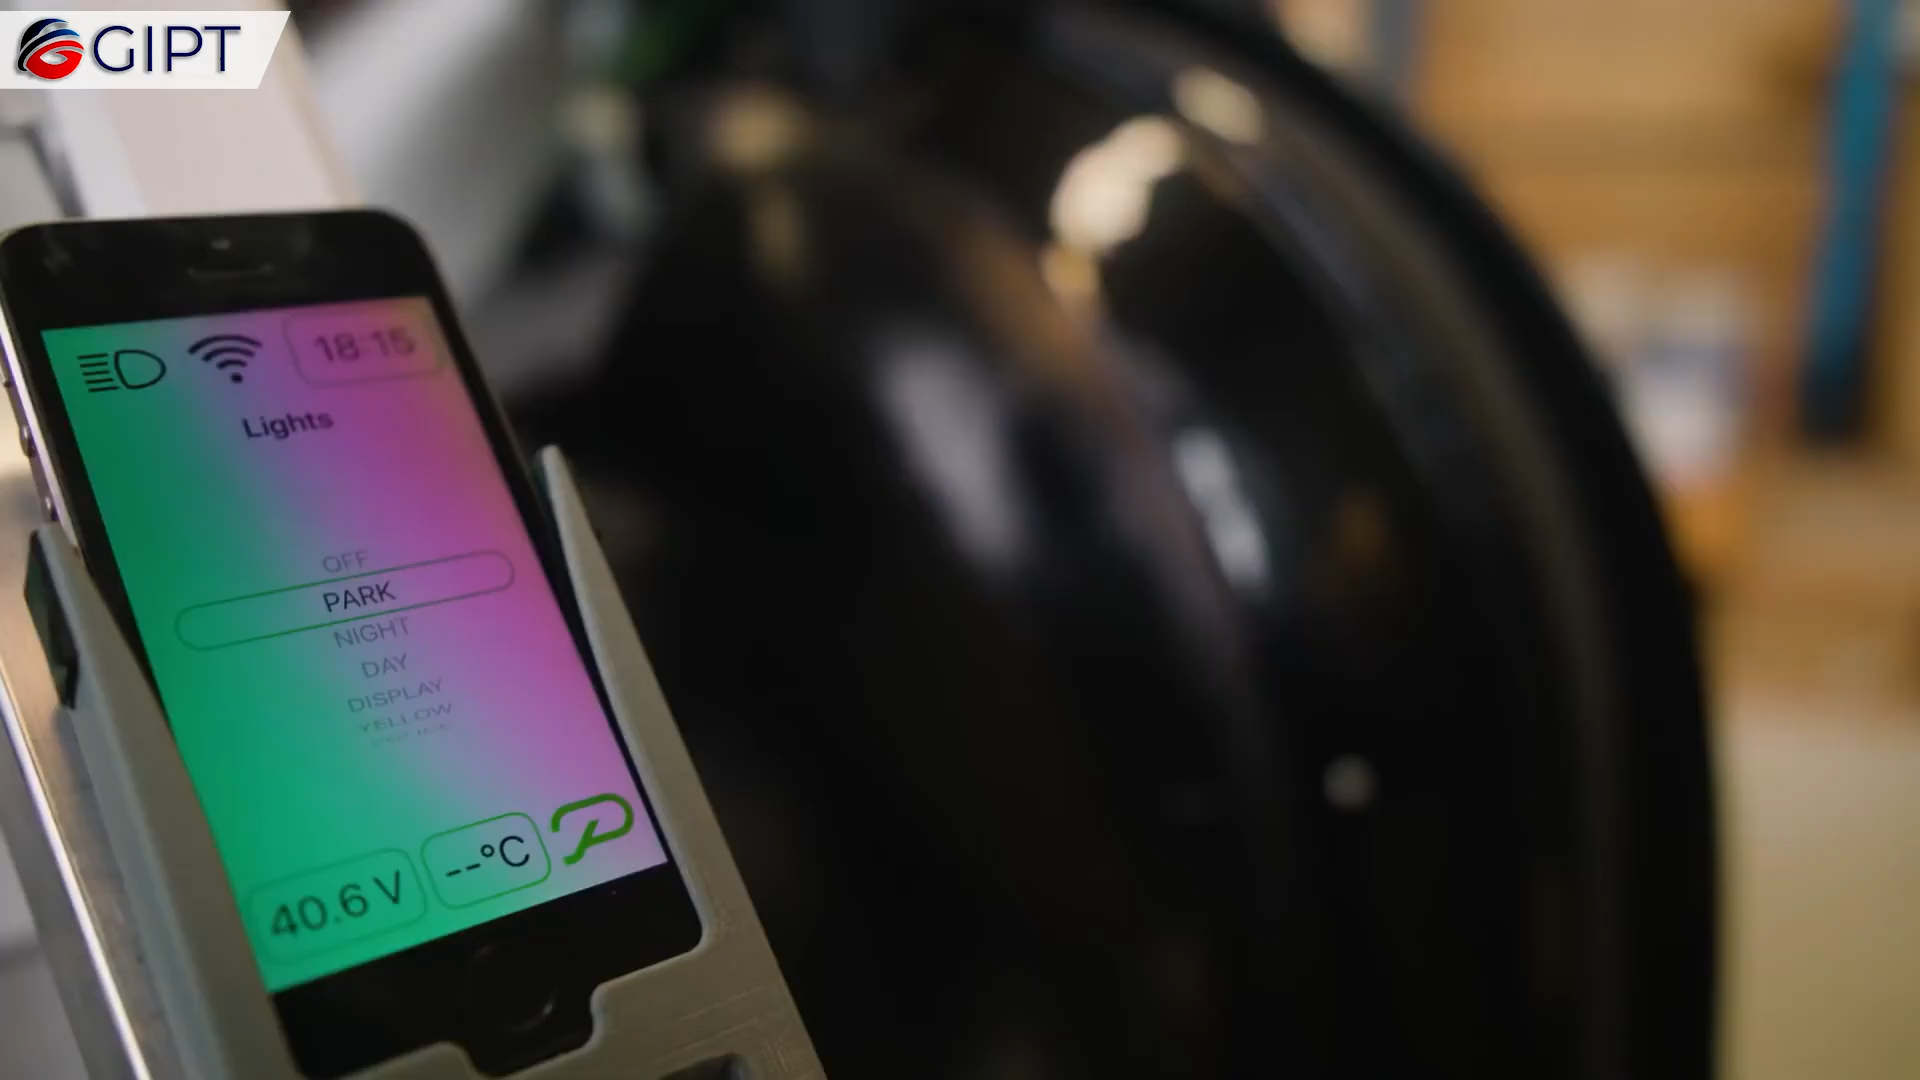 GIPT
18:15
Lights
OFF
PARK
NIGHT
DAY
DISPLAY
YELLOW
40.6 V
--°C